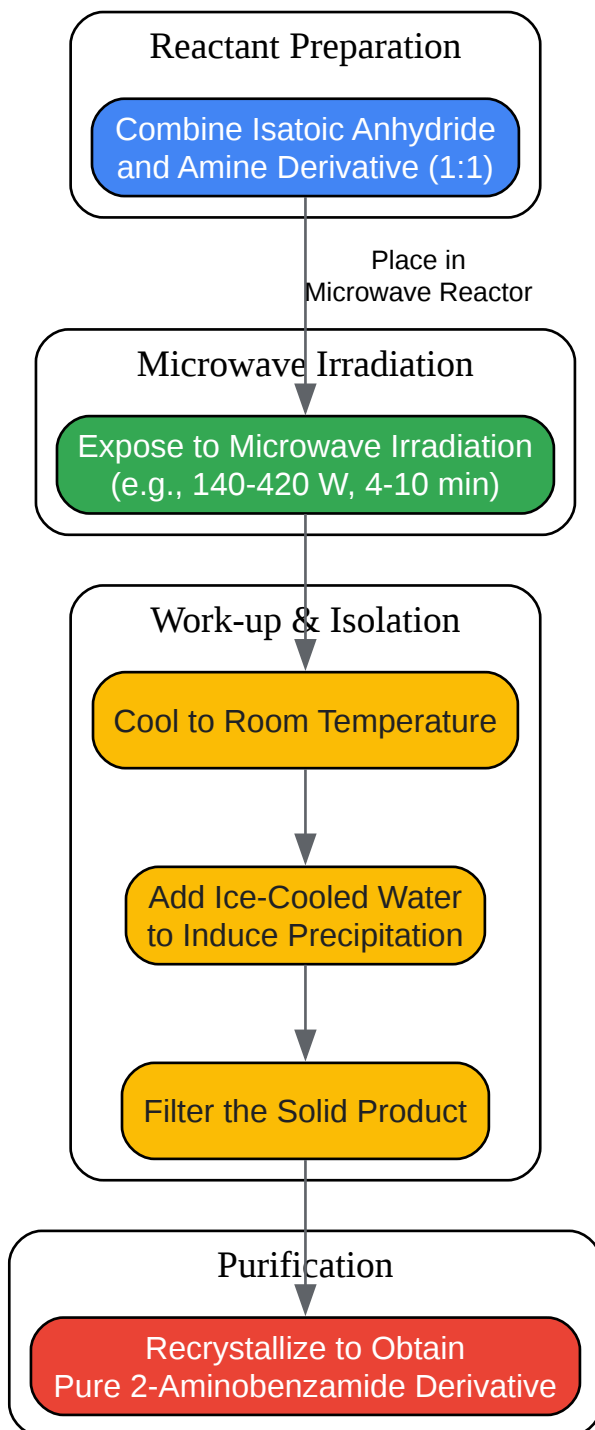 Reactant Preparation
Combine Isatoic Anhydride
and Amine Derivative (1:1)
Place in
Microwave Reactor
Microwave Irradiation
Expose to Microwave Irradiation
(e.g., 140-420 W, 4-10 min)
Work-up & Isolation
Cool to Room Temperature
Add Ice-Cooled Water
to Induce Precipitation
Filter the Solid Product
Purification
Recrystallize to Obtain
Pure 2-Aminobenzamide Derivative